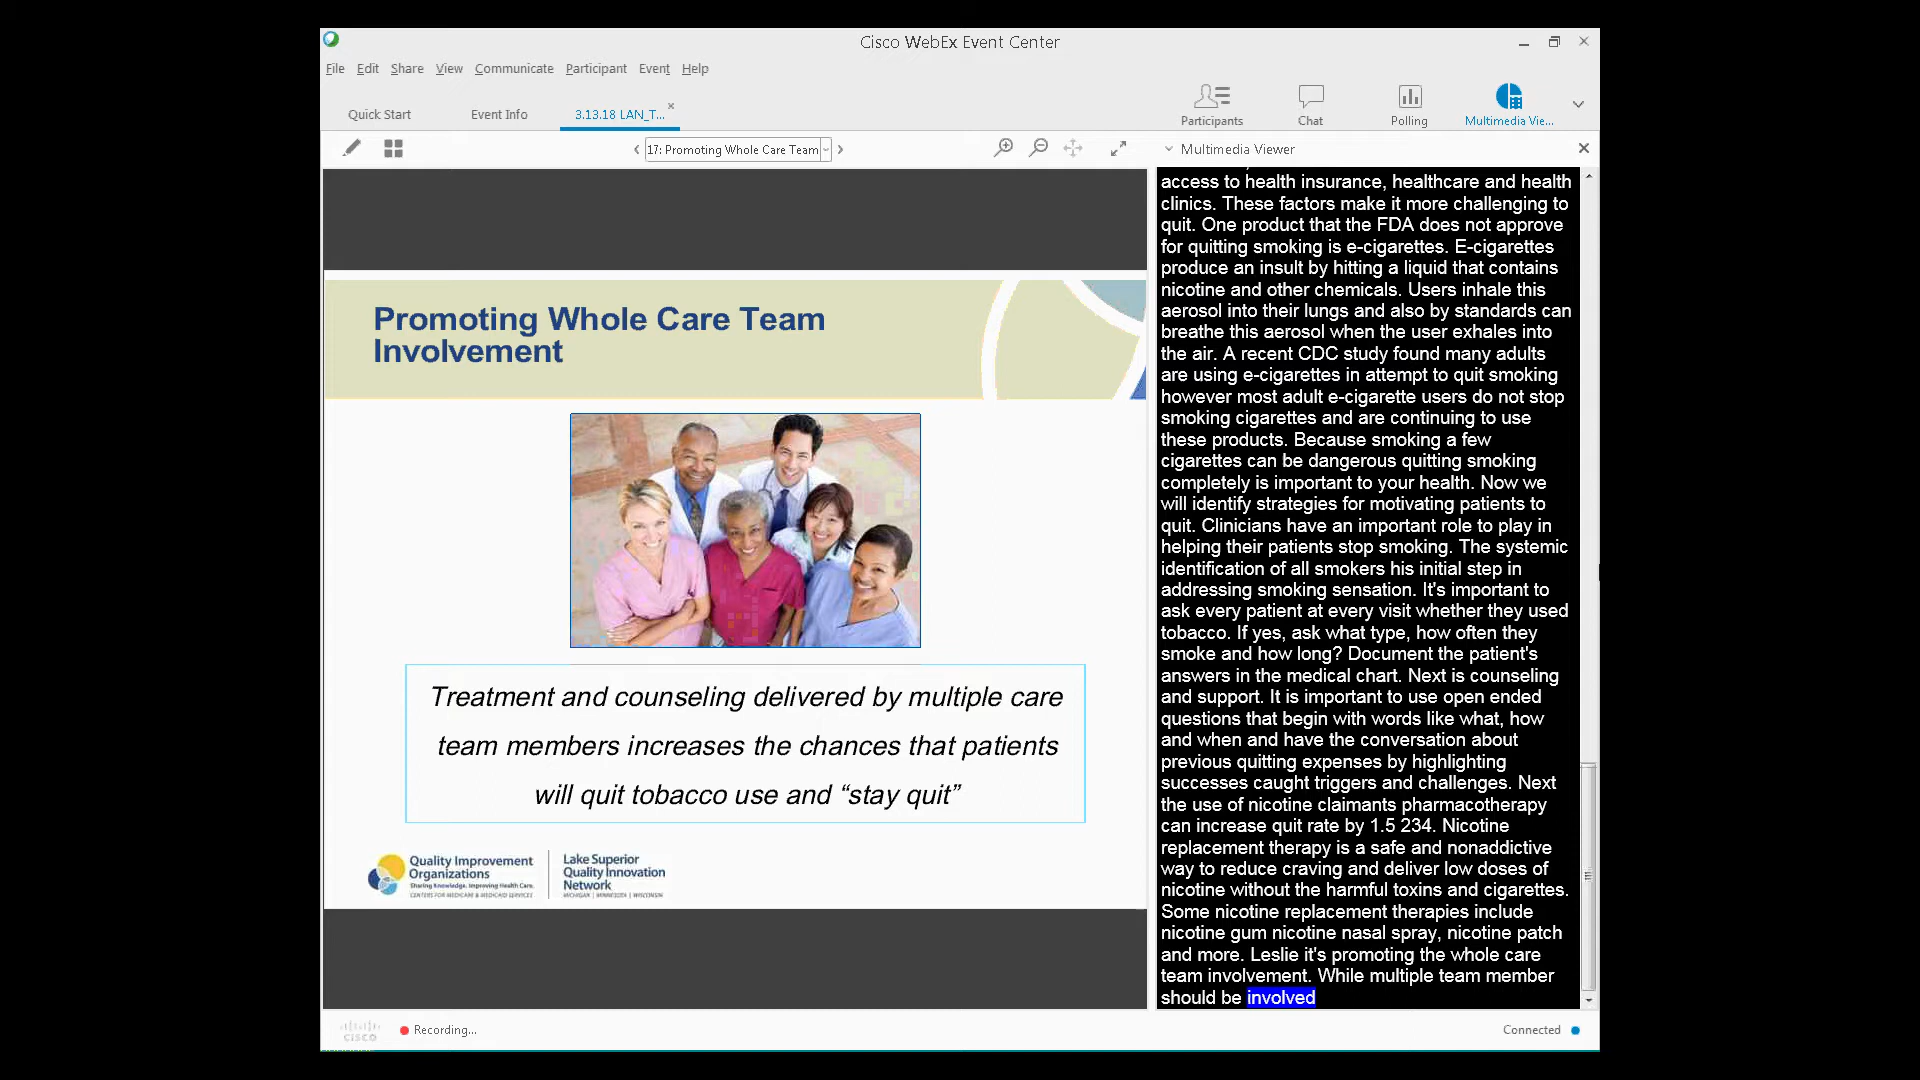 Cisco WebEx Event Center
File Edit Share View Communicate Participant Event Help
Quick Start Event Info 3.13.18 LAN_T... Participants Chat Polling Multimedia Vie...
17: Promoting Whole Care Team
Multimedia Viewer
Promoting Whole Care Team
Involvement
Treatment and counseling delivered by multiple care
team members increases the chances that patients
will quit tobacco use and “stay quit”
Quality Improvement
Organizations
Sharing Knowledge. Improving Health Care.
CENTERS FOR MEDICARE & MEDICAID SERVICES
Lake Superior
Quality Innovation
Network
MICHIGAN | MINNESOTA | WISCONSIN
access to health insurance, healthcare and health
clinics. These factors make it more challenging to
quit. One product that the FDA does not approve
for quitting smoking is e-cigarettes. E-cigarettes
produce an insult by hitting a liquid that contains
nicotine and other chemicals. Users inhale this
aerosol into their lungs and also by standards can
breathe this aerosol when the user exhales into
the air. A recent CDC study found many adults
are using e-cigarettes in attempt to quit smoking
however most adult e-cigarette users do not stop
smoking cigarettes and are continuing to use
these products. Because smoking a few
cigarettes can be dangerous quitting smoking
completely is important to your health. Now we
will identify strategies for motivating patients to
quit. Clinicians have an important role to play in
helping their patients stop smoking. The systemic
identification of all smokers his initial step in
addressing smoking sensation. It's important to
ask every patient at every visit whether they used
tobacco. If yes, ask what type, how often they
smoke and how long? Document the patient's
answers in the medical chart. Next is counseling
and support. It is important to use open ended
questions that begin with words like what, how
and when and have the conversation about
previous quitting expenses by highlighting
successes caught triggers and challenges. Next
the use of nicotine claimants pharmacotherapy
can increase quit rate by 1.5 234. Nicotine
replacement therapy is a safe and nonaddictive
way to reduce craving and deliver low doses of
nicotine without the harmful toxins and cigarettes.
Some nicotine replacement therapies include
nicotine gum nicotine nasal spray, nicotine patch
and more. Leslie it's promoting the whole care
team involvement. While multiple team member
should be involved
cisco Recording... Connected